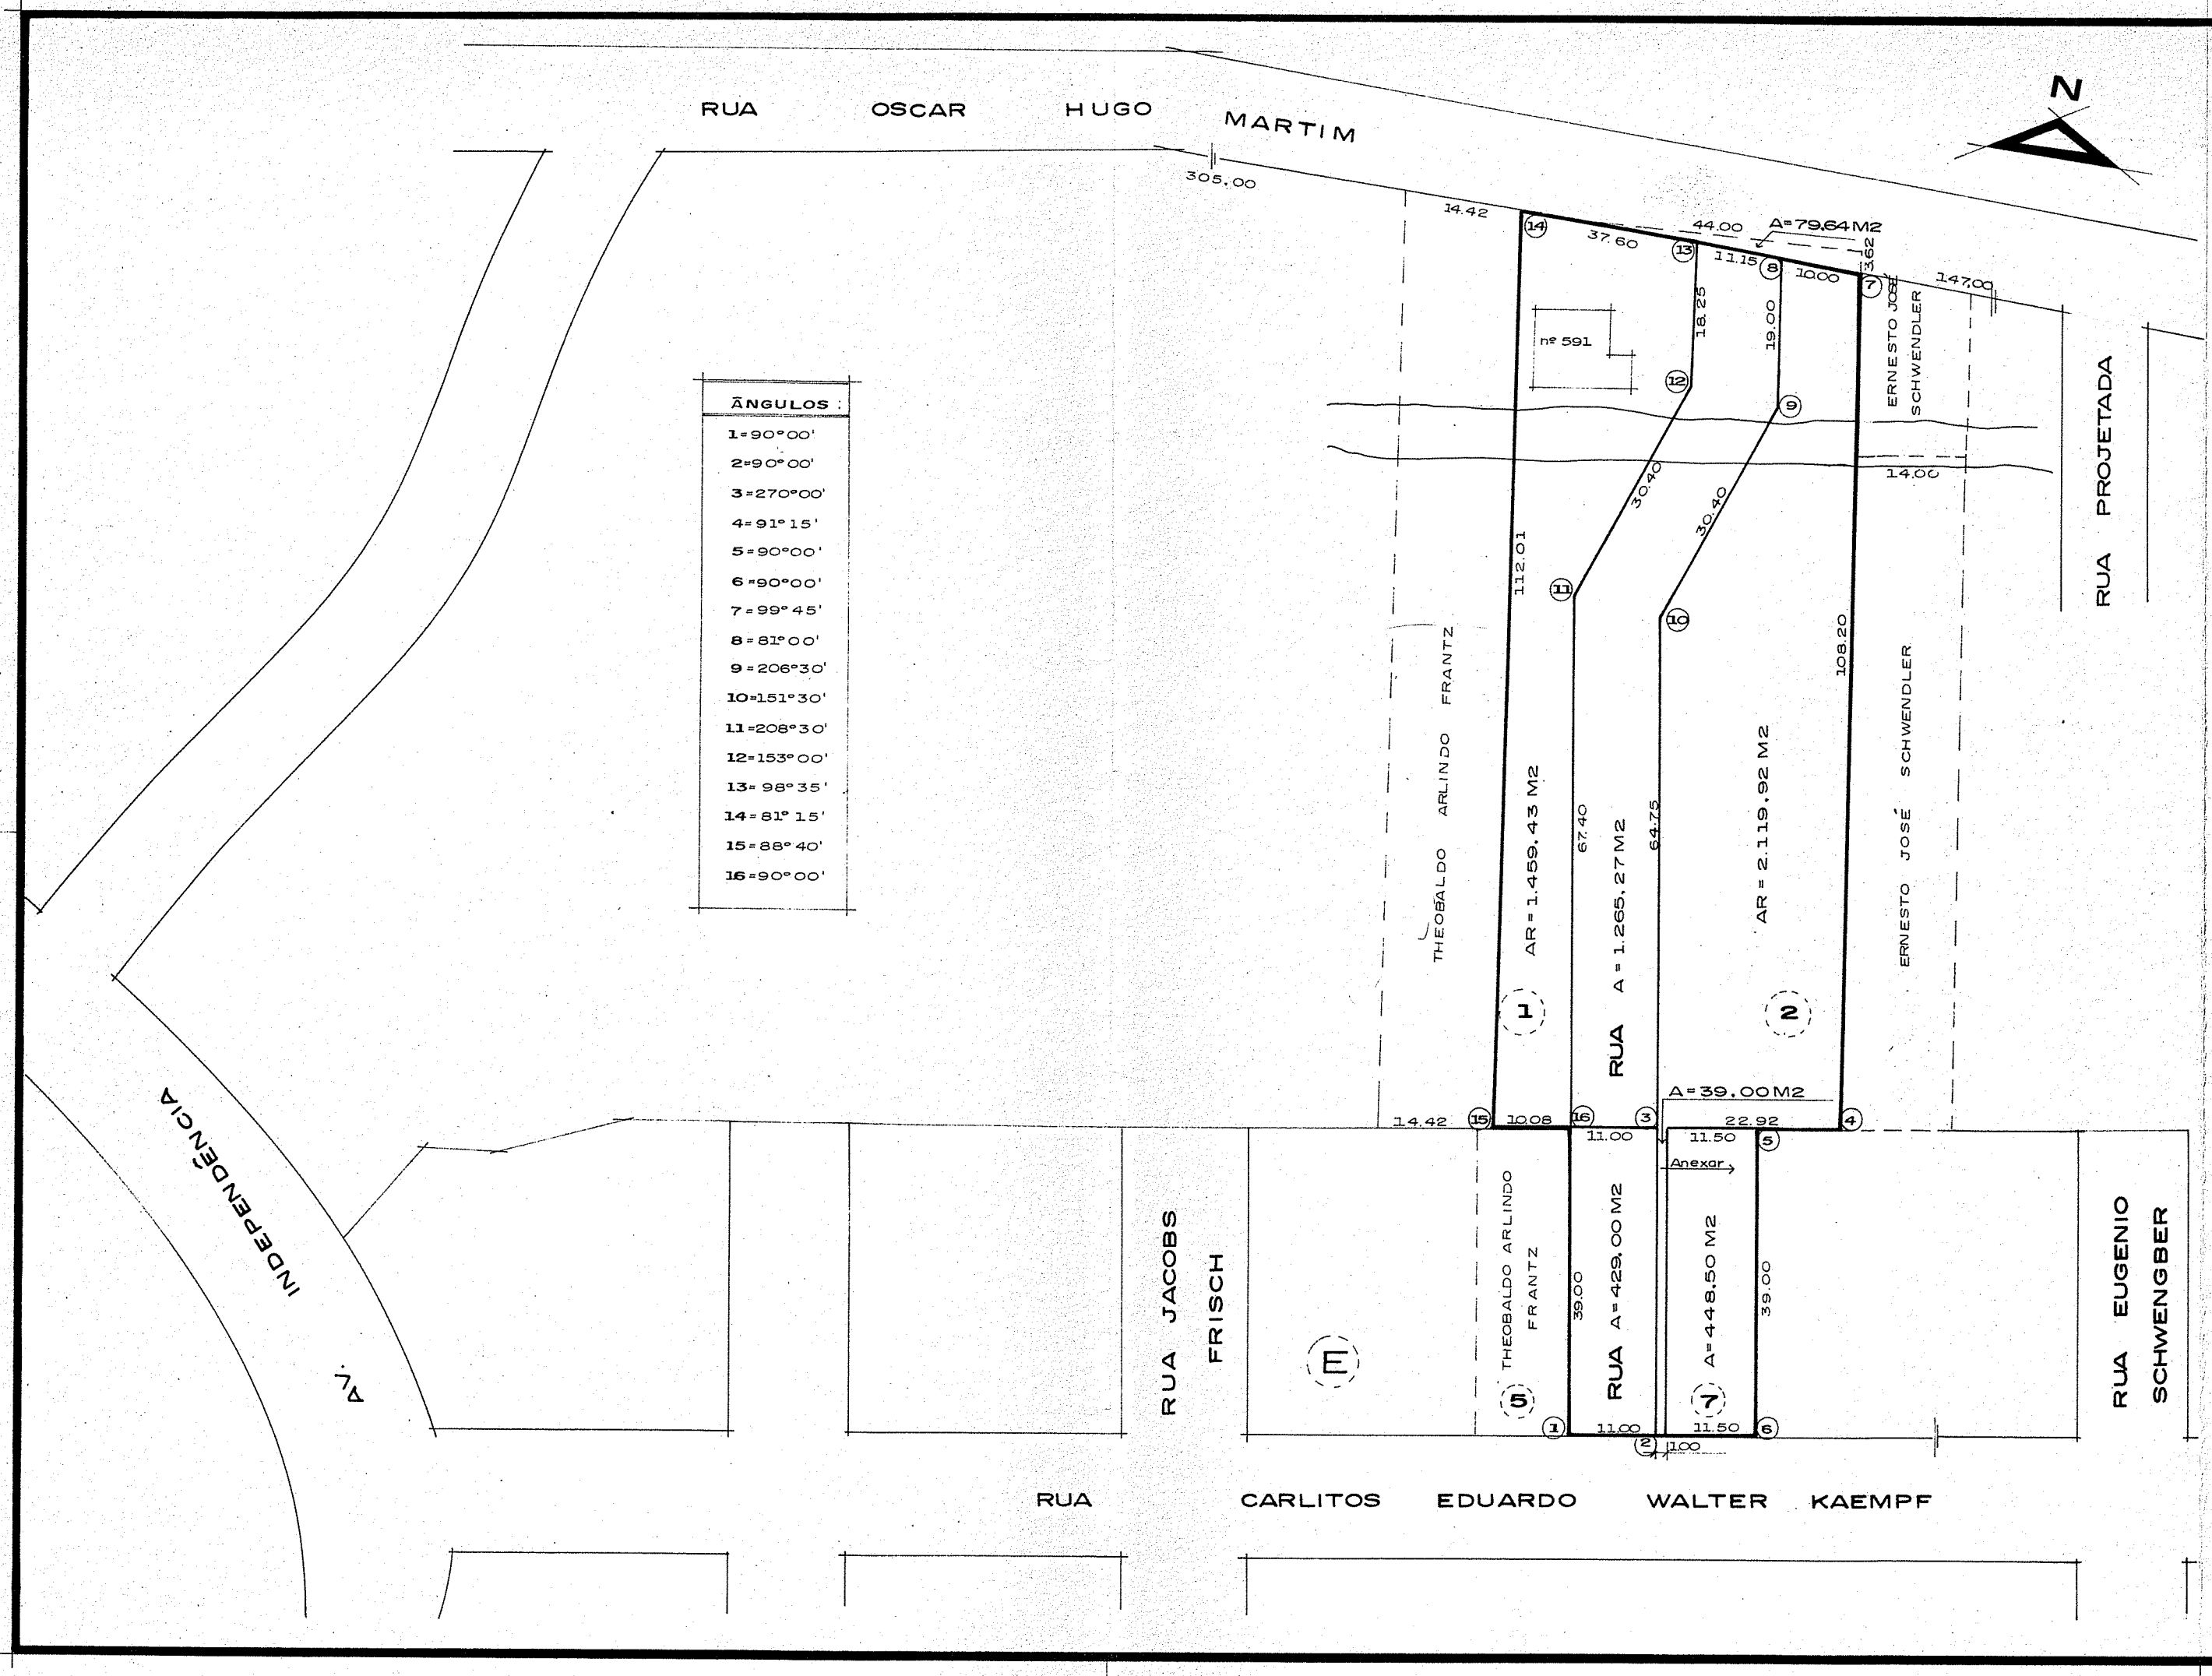 RUA OSCAR HUGO MARTIM
N
305,00
14.42
14
37.60
13
44.00
A=79.64 M2
11.15
8
10.00
3.62
7
147,00
ERNESTO JOSÉ
SCHWENDLER
nº 591
18.25
19.00
12
9
RUA PROJETADA
ÂNGULOS :
1=90°00'
2=90°00'
3=270°00'
4=91°15'
5=90°00'
6=90°00'
7=99°45'
8=81°00'
9=206°30'
10=151°30'
11=208°30'
12=153°00'
13=98°35'
14=81°15'
15=88°40'
16=90°00'
30.40
30.40
14.00
112.01
11
10
108.20
THEOBALDO ARLINDO FRANTZ
AR = 1.459,43 M2
67.40
RUA A = 1.265,27 M2
64.75
AR = 2.119,92 M2
ERNESTO JOSÉ SCHWENDLER
1
2
A=39,00 M2
14.42
15
10.08
16
11.00
3
22.92
11.50
5
4
Anexar
INDEPENDÊNCIA
AV.
RUA JACOBS
FRISCH
E
THEOBALDO ARLINDO
FRANTZ
5
39.00
RUA A=429,00 M2
A=448,50 M2
7
39.00
1
11.00
2
1.00
11.50
6
RUA EUGENIO
SCHWENGBER
RUA CARLITOS EDUARDO WALTER KAEMPF